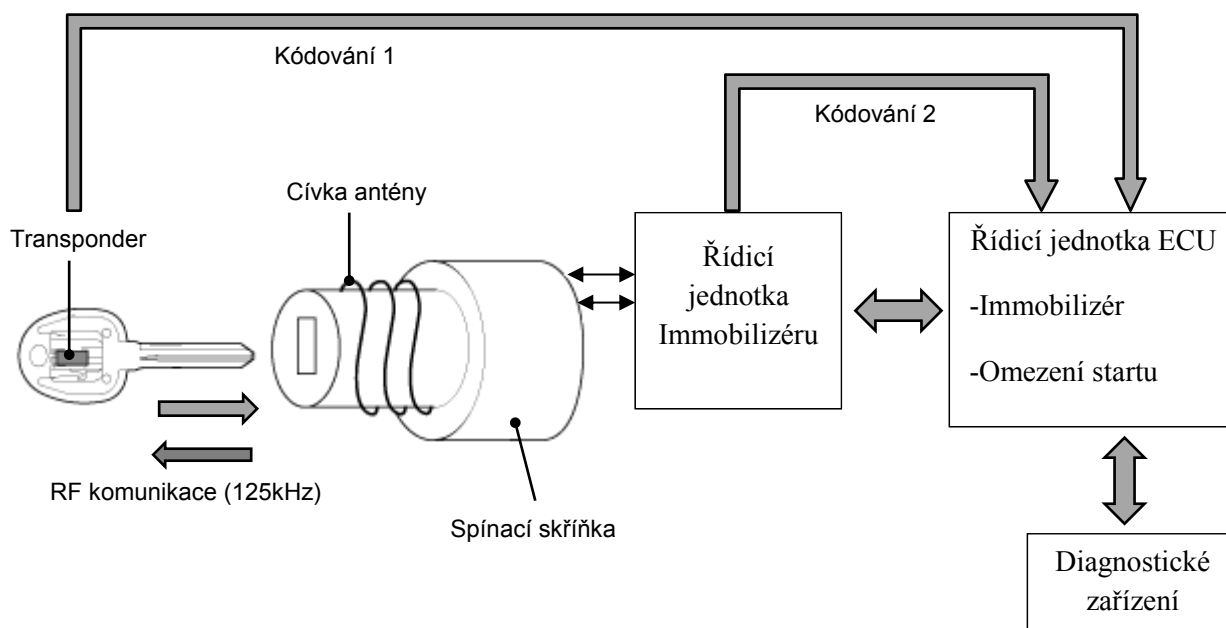 Kódování 1
Kódování 2
Cívka antény
Transponder
Řídicí
jednotka
Immobilizéru
Řídicí jednotka ECU
-Immobilizér
-Omezení startu
RF komunikace (125kHz)
Spínací skříňka
Diagnostické
zařízení